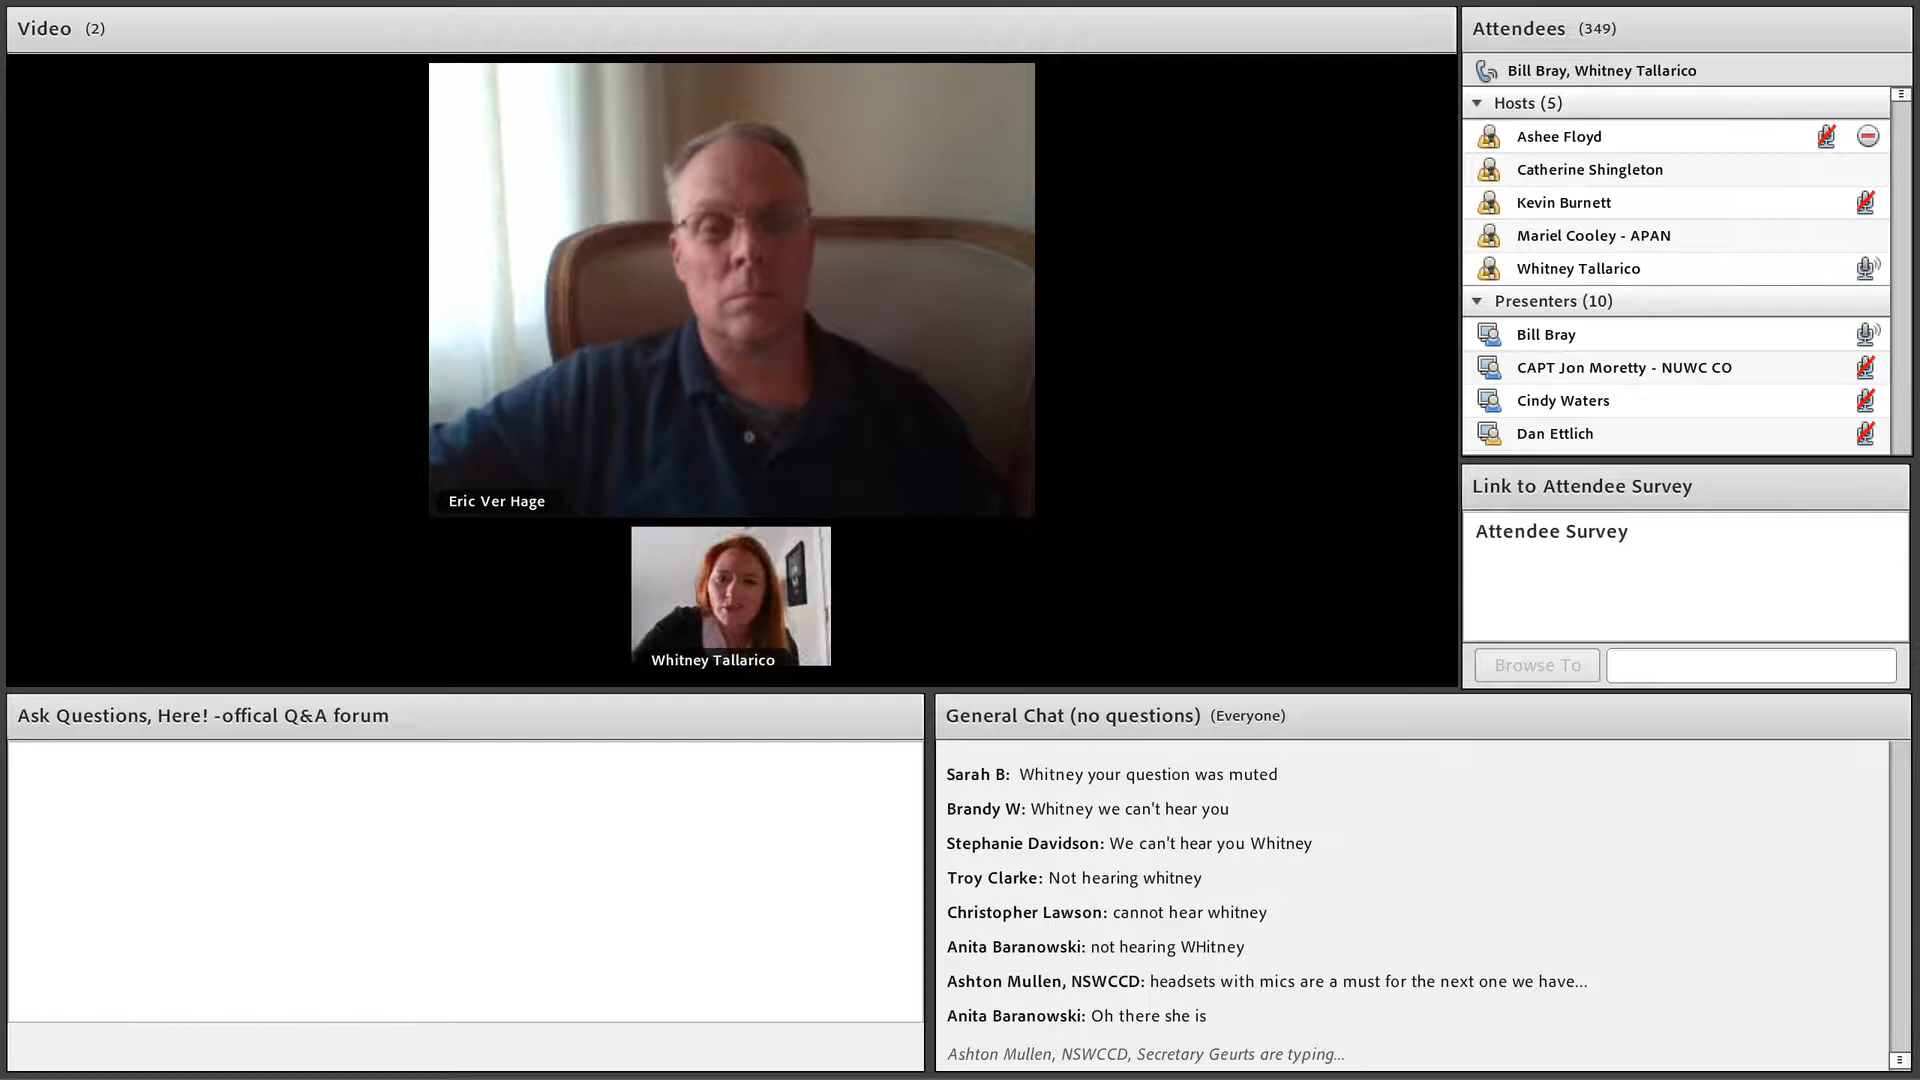 Video (2)
Eric Ver Hage
Whitney Tallarico
Attendees (349)
Bill Bray, Whitney Tallarico
Hosts (5)
Ashee Floyd
Catherine Shingleton
Kevin Burnett
Mariel Cooley - APAN
Whitney Tallarico
Presenters (10)
Bill Bray
CAPT Jon Moretty - NUWC CO
Cindy Waters
Dan Ettlich
Link to Attendee Survey
Attendee Survey
Browse To
Ask Questions, Here! -offical Q&A forum
General Chat (no questions) (Everyone)
Sarah B: Whitney your question was muted
Brandy W: Whitney we can't hear you
Stephanie Davidson: We can't hear you Whitney
Troy Clarke: Not hearing whitney
Christopher Lawson: cannot hear whitney
Anita Baranowski: not hearing WHitney
Ashton Mullen, NSWCCD: headsets with mics are a must for the next one we have...
Anita Baranowski: Oh there she is
Ashton Mullen, NSWCCD, Secretary Geurts are typing...